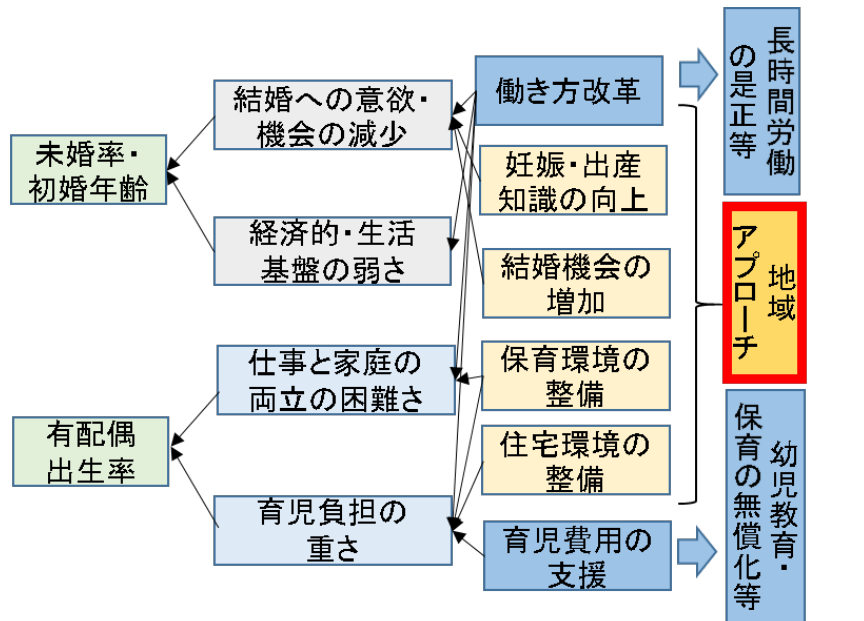 未婚率・
初婚年齢
有配偶
出生率
結婚への意欲・
機会の減少
経済的・生活
基盤の弱さ
仕事と家庭の
両立の困難さ
育児負担の
重さ
働き方改革
妊娠・出産
知識の向上
結婚機会の
増加
保育環境の
整備
住宅環境の
整備
育児費用の
支援
長時間労働
の是正等
地域
アプローチ
幼児教育・
保育の無償化等